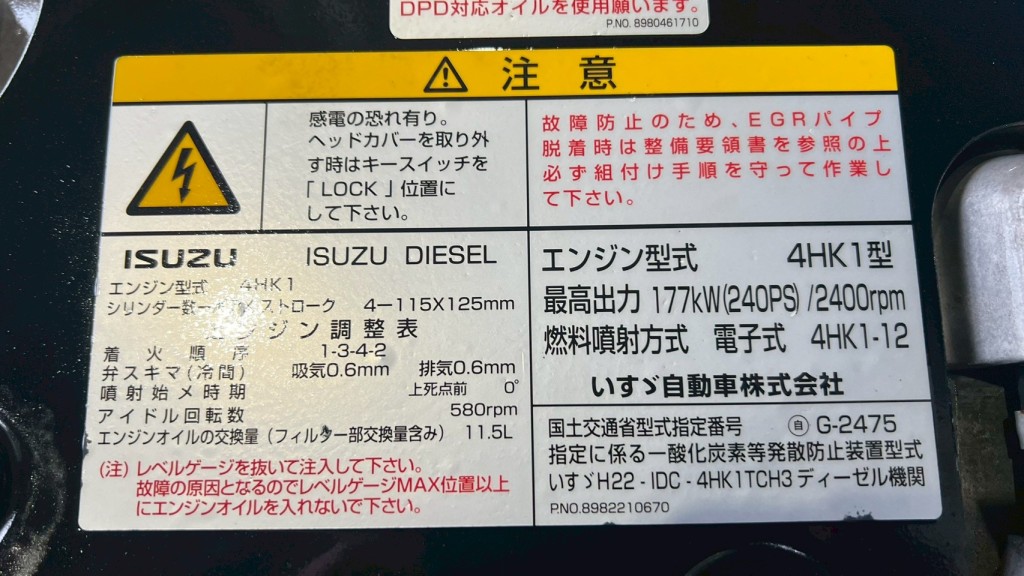 DPD対応オイルを使用願います。
P.NO. 8980461710
注意
感電の恐れ有り。
ヘッドカバーを取り外
す時はキースイッチを
「LOCK」位置に
して下さい。
故障防止のため、EGRパイプ
脱着時は整備要領書を参照の上
必ず組付け手順を守って作業し
て下さい。
ISUZU ISUZU DIESEL
エンジン型式 4HK1
シリンダー数 ストローク 4-115X125mm
エンジン調整表
着火順序 1-3-4-2
弁スキマ(冷間) 吸気0.6mm 排気0.6mm
噴射始メ時期 上死点前 0°
アイドル回転数 580rpm
エンジンオイルの交換量(フィルター部交換量含み) 11.5L
(注)レベルゲージを抜いて注入して下さい。
故障の原因となるのでレベルゲージMAX位置以上
にエンジンオイルを入れないで下さい。
エンジン型式 4HK1型
最高出力 177kW(240PS)/2400rpm
燃料噴射方式 電子式 4HK1-12
いすゞ自動車株式会社
国土交通省型式指定番号 自 G-2475
指定に係る一酸化炭素等発散防止装置型式
いすゞH22-IDC-4HK1TCH3ディーゼル機関
P.NO.8982210670